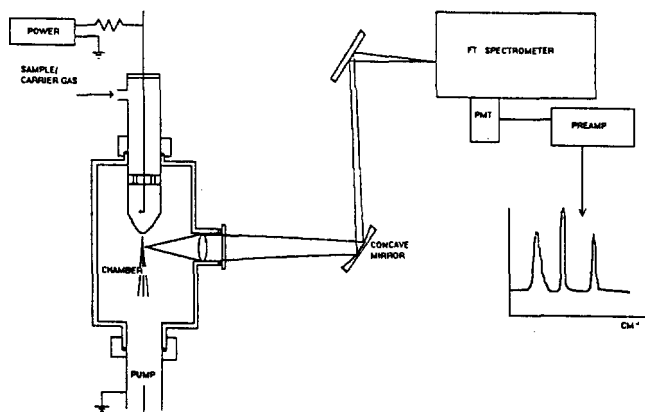 POWER
SAMPLE/
CARRIER GAS
FT SPECTROMETER
PMT
PREAMP
CONCAVE
MIRROR
CHAMBER
CM⁻¹
PUMP